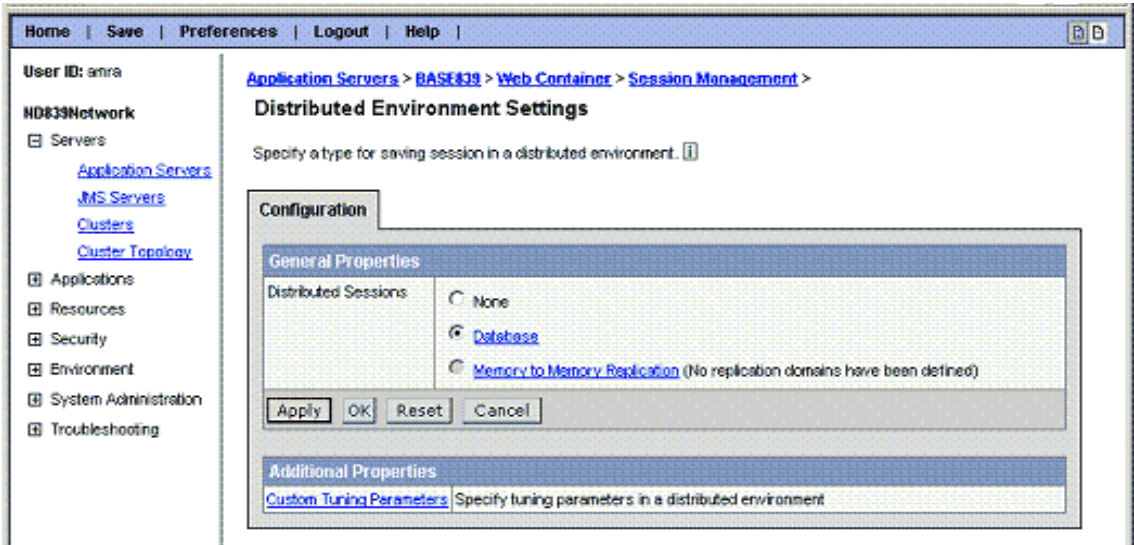 Home | Save | Preferences | Logout | Help |
User ID: amra
ND839Network
Servers
Application Servers
JMS Servers
Clusters
Cluster Topology
Applications
Resources
Security
Environment
System Administration
Troubleshooting
Application Servers > BASE839 > Web Container > Session Management >
Distributed Environment Settings
Specify a type for saving session in a distributed environment. i
Configuration
General Properties
Distributed Sessions
None
Database
Memory to Memory Replication (No replication domains have been defined)
Apply OK Reset Cancel
Additional Properties
Custom Tuning Parameters Specify tuning parameters in a distributed environment